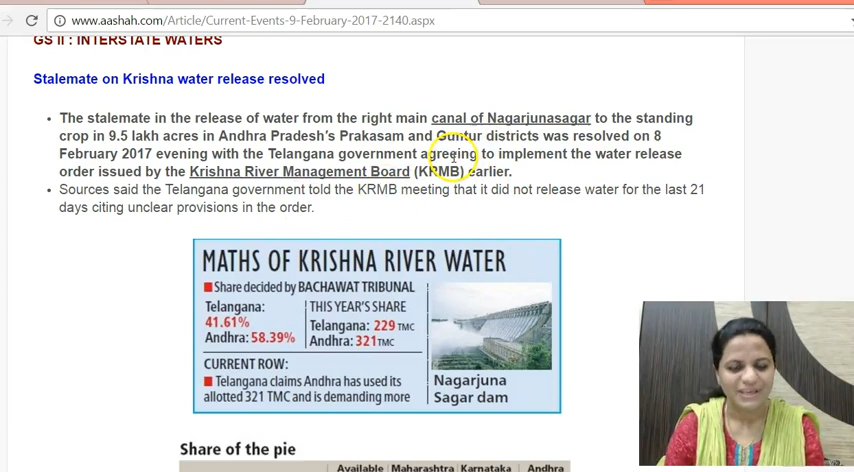 www.aashah.com/Article/Current-Events-9-February-2017-2140.aspx
GS II : INTERSTATE WATERS
Stalemate on Krishna water release resolved
• The stalemate in the release of water from the right main canal of Nagarjunasagar to the standing
crop in 9.5 lakh acres in Andhra Pradesh's Prakasam and Guntur districts was resolved on 8
February 2017 evening with the Telangana government agreeing to implement the water release
order issued by the Krishna River Management Board (KRMB) earlier.
• Sources said the Telangana government told the KRMB meeting that it did not release water for the last 21
days citing unclear provisions in the order.
MATHS OF KRISHNA RIVER WATER
Share decided by BACHAWAT TRIBUNAL
Telangana:
41.61%
Andhra: 58.39%
THIS YEAR'S SHARE
Telangana: 229 TMC
Andhra: 321 TMC
CURRENT ROW:
Telangana claims Andhra has used its
allotted 321 TMC and is demanding more
Nagarjuna
Sagar dam
Share of the pie
Available Maharashtra Karnataka Andhra